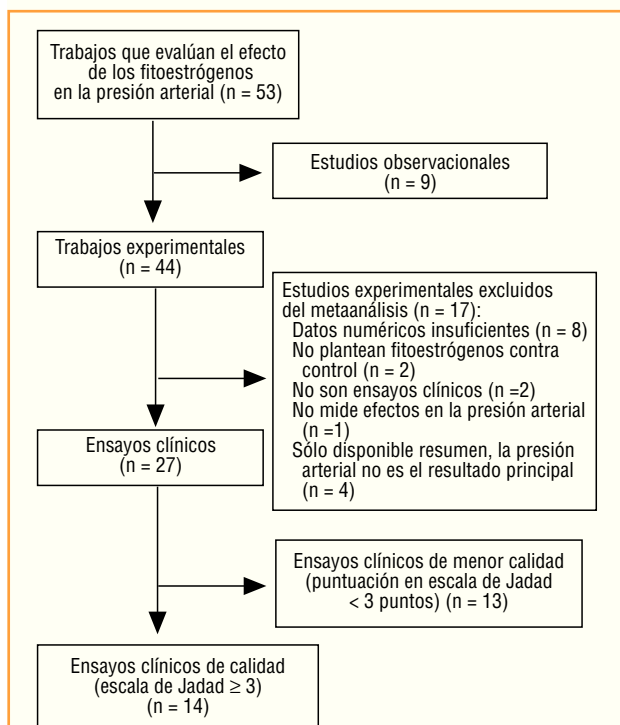 Trabajos que evalúan el efecto
de los fitoestrógenos
en la presión arterial (n = 53)
Estudios observacionales
(n = 9)
Trabajos experimentales
(n = 44)
Estudios experimentales excluidos
del metaanálisis (n = 17):
Datos numéricos insuficientes (n = 8)
No plantean fitoestrógenos contra
control (n = 2)
No son ensayos clínicos (n =2)
No mide efectos en la presión arterial
(n =1)
Sólo disponible resumen, la presión
arterial no es el resultado principal
(n = 4)
Ensayos clínicos
(n = 27)
Ensayos clínicos de menor calidad
(puntuación en escala de Jadad
< 3 puntos) (n = 13)
Ensayos clínicos de calidad
(escala de Jadad ≥ 3)
(n = 14)